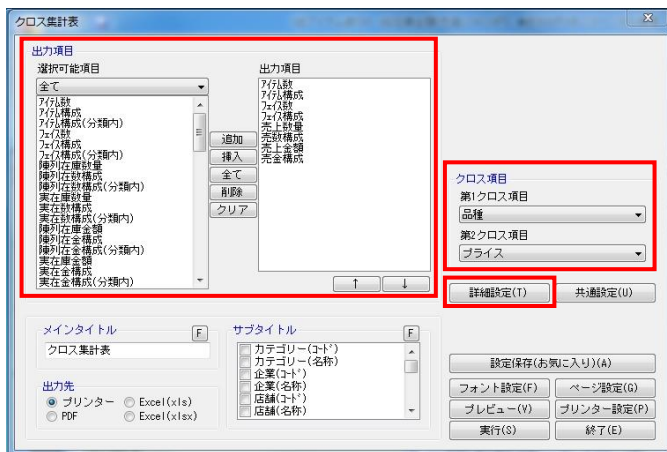 クロス集計表
出力項目
選択可能項目
全て
アイテム数
アイテム構成
アイテム構成(分類内)
フェイス数
フェイス構成
フェイス構成(分類内)
陳列在庫数量
陳列在数構成
陳列在数構成(分類内)
実在庫数量
実在数構成
実在数構成(分類内)
陳列在庫金額
陳列在金構成
陳列在金構成(分類内)
実在庫金額
実在金構成
実在金構成(分類内)
追加
挿入
全て
削除
クリア
出力項目
アイテム数
アイテム構成
フェイス数
フェイス構成
売上数量
売数構成
売上金額
売金構成
↑
↓
クロス項目
第1クロス項目
品種
第2クロス項目
プライス
詳細設定(T)
共通設定(U)
メインタイトル
F
クロス集計表
出力先
プリンター
Excel(xls)
PDF
Excel(xlsx)
サブタイトル
F
カテゴリー(コード)
カテゴリー(名称)
企業(コード)
企業(名称)
店舗(コード)
店舗(名称)
設定保存(お気に入り)(A)
フォント設定(F)
ページ設定(G)
プレビュー(V)
プリンター設定(P)
実行(S)
終了(E)